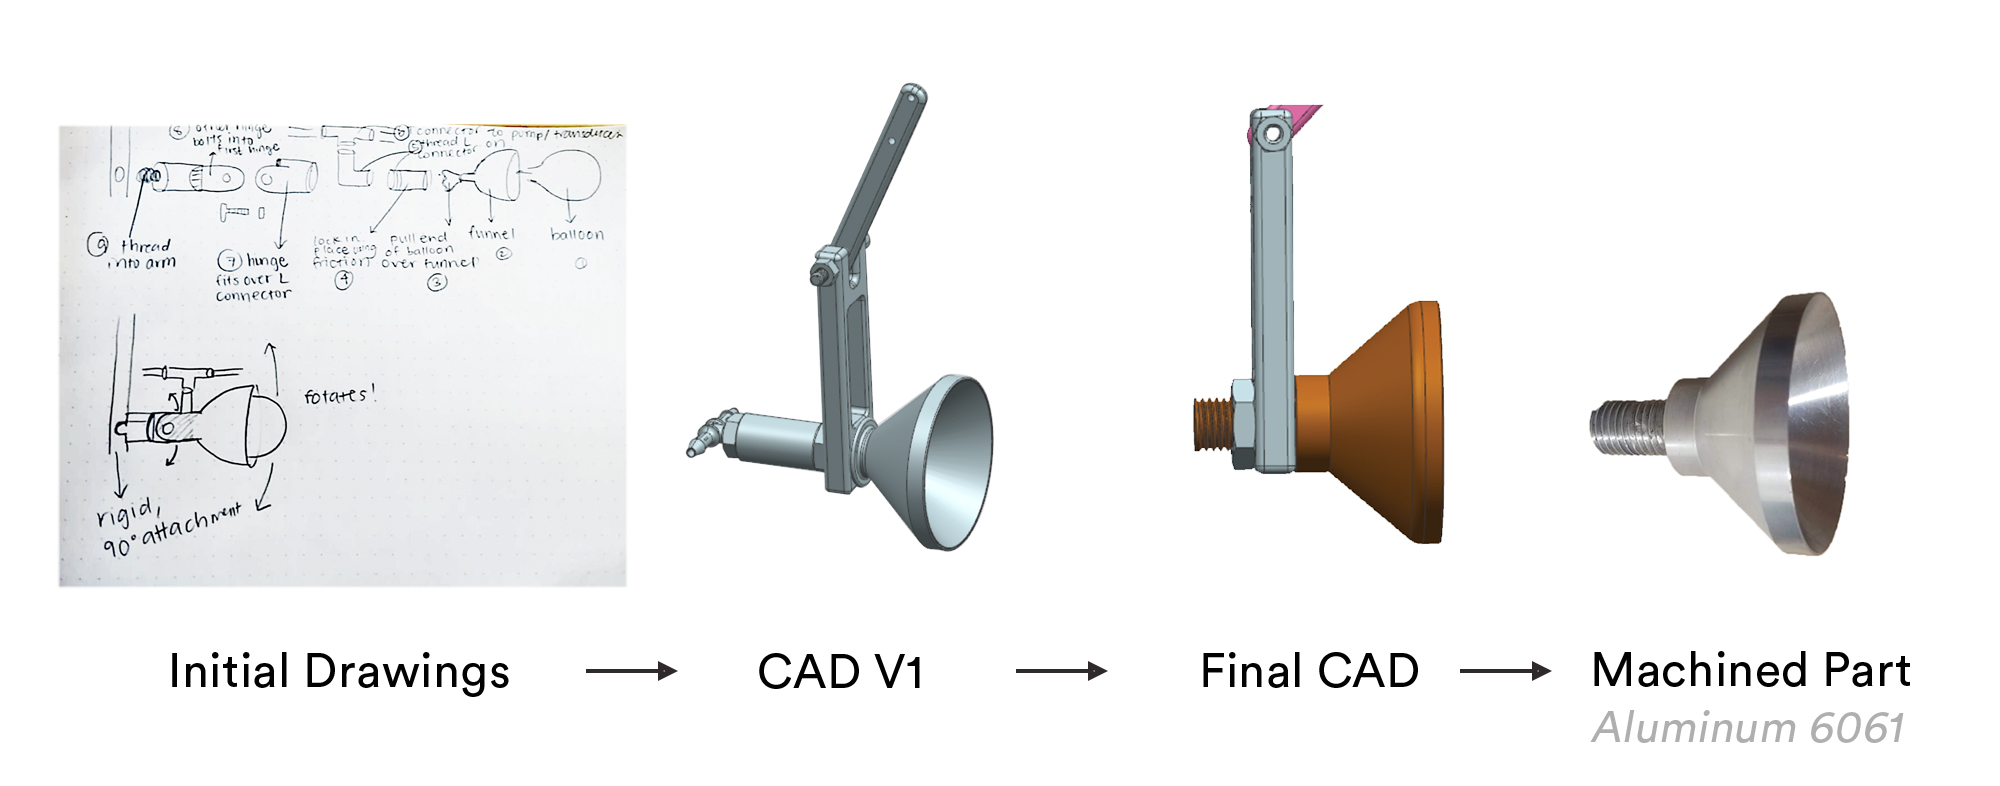 ⑧ other hinge
bolts into
first hinge
⑥ connector to pump/transducer
⑤ thread L
connector on
⑨ thread
into arm
⑦ hinge
fits over L
connector
lock in
place using
friction
④
pull end
of balloon
over funnel
③
funnel
②
balloon
rotates!
rigid,
90° attachment
Initial Drawings
CAD V1
Final CAD
Machined Part
Aluminum 6061